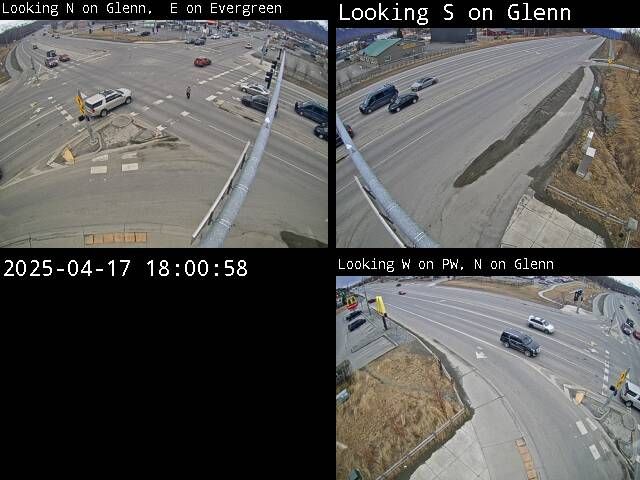 Looking N on Glenn,  E on Evergreen
Looking S on Glenn
2025-04-17 18:00:58
Looking W on PW, N on Glenn